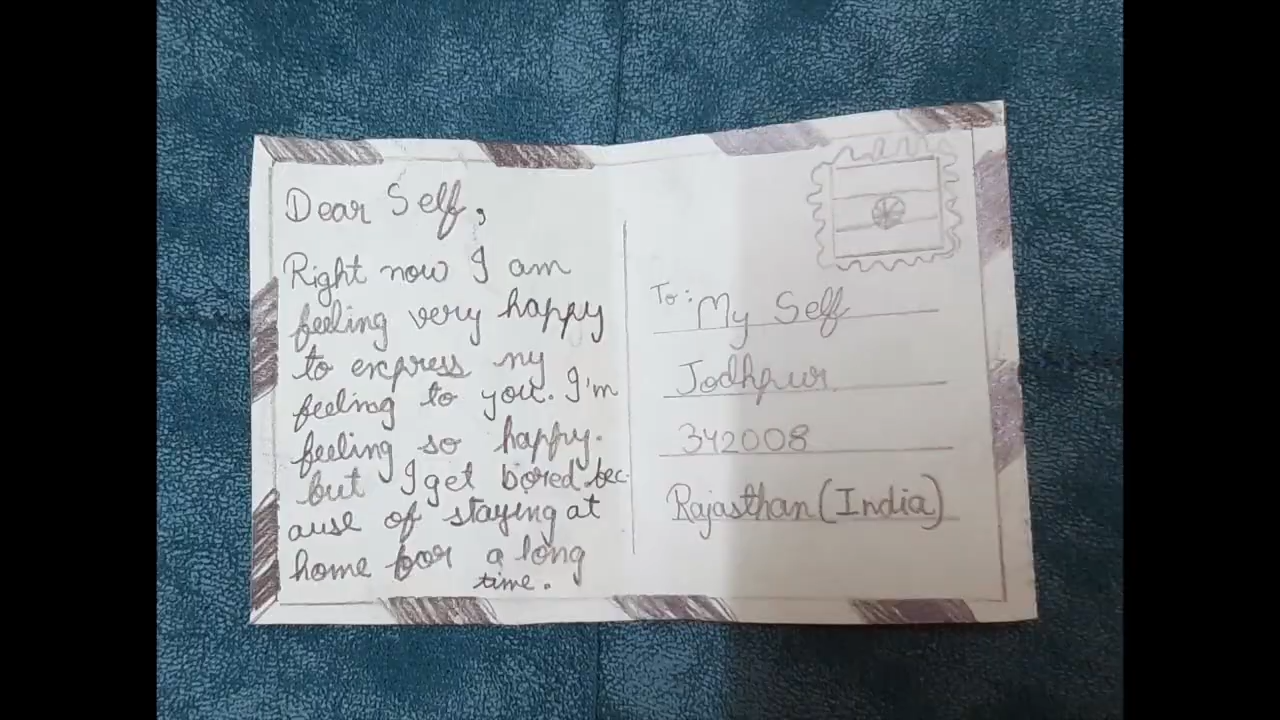 Dear Self,
Right now I am
feeling very happy
to express my
feeling to you. I'm
feeling so happy.
but I get bored bec-
ause of staying at
home for a long
time.
To: My Self
Jodhpur
342008
Rajasthan (India)